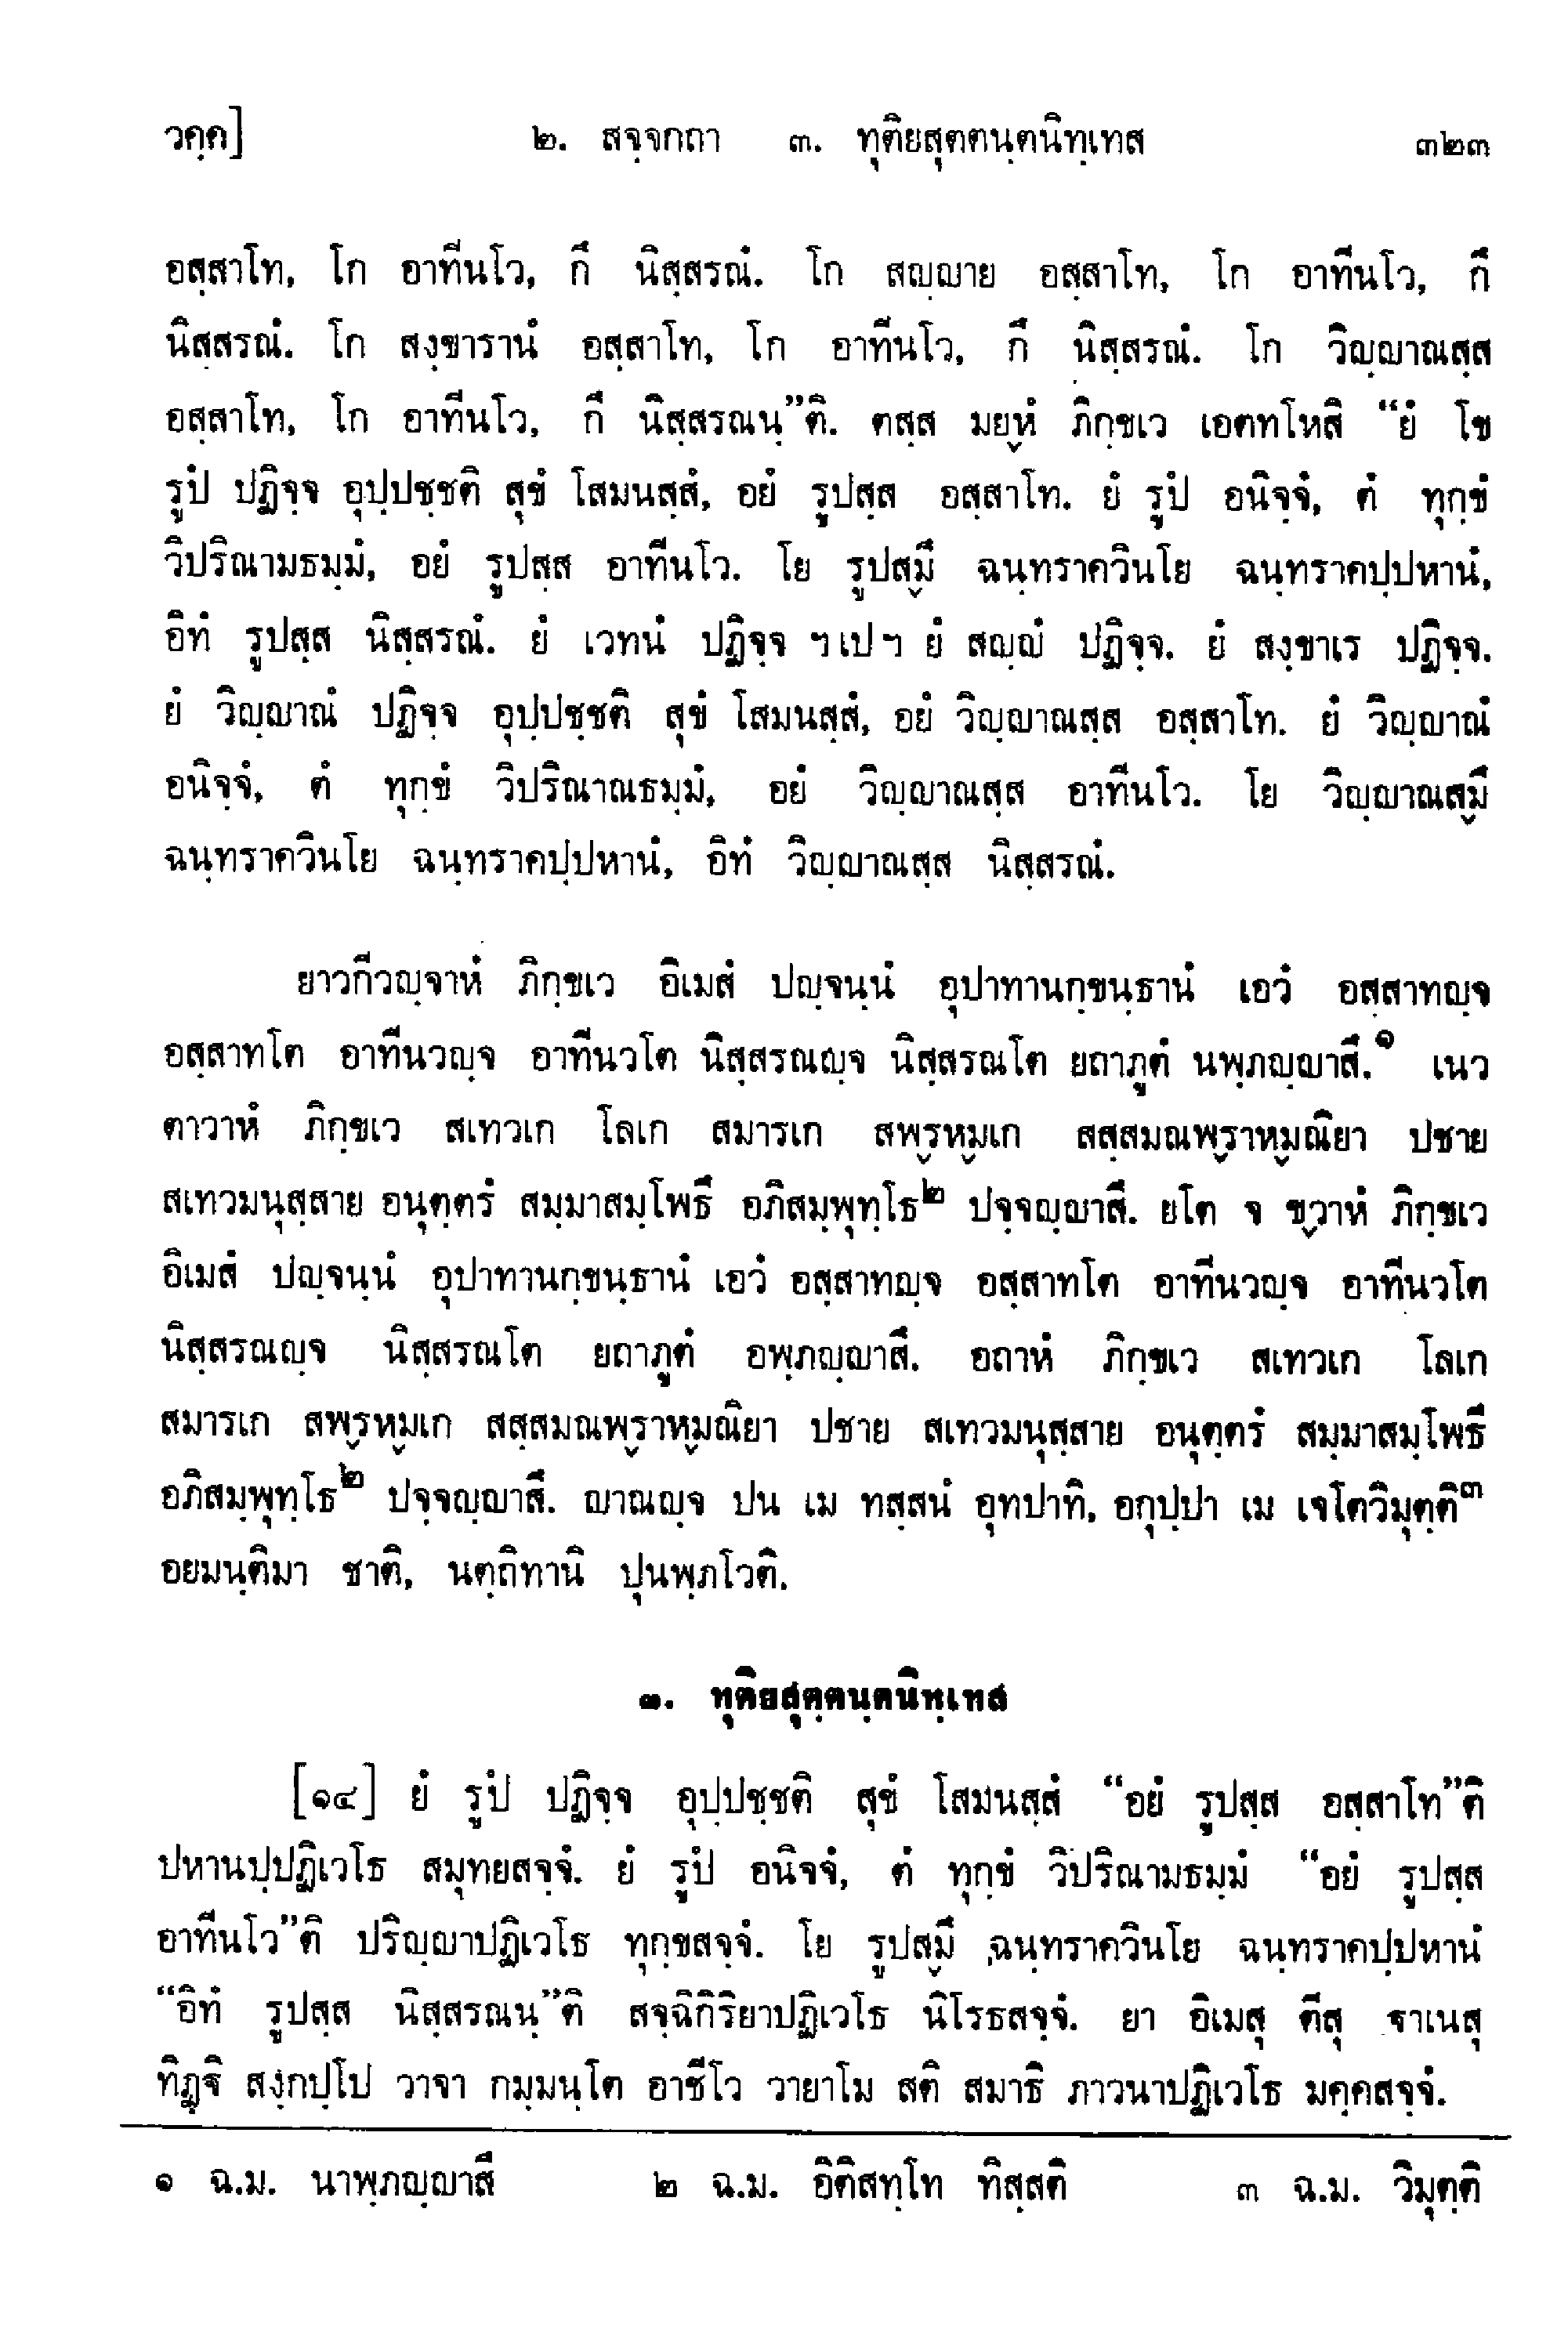 วคฺค]	๒. สจฺจกถา ๓. ทุติยสุตฺตนฺตนิทฺเทส	๓๒๓
อสฺสาโท, โก อาทีนโว, กึ นิสฺสรณํ. โก สญฺญาย อสฺสาโท, โก อาทีนโว, กึ
นิสฺสรณํ. โก สงฺขารานํ อสฺสาโท, โก อาทีนโว, กึ นิสฺสรณํ. โก วิญฺญาณสฺส
อสฺสาโท, โก อาทีนโว, กึ นิสฺสรณนฺ”ติ. ตสฺส มยฺหํ ภิกฺขเว เอตทโหสิ “ยํ โข
รูปํ ปฏิจฺจ อุปฺปชฺชติ สุขํ โสมนสฺสํ, อยํ รูปสฺส อสฺสาโท. ยํ รูปํ อนิจฺจํ, ตํ ทุกฺขํ
วิปริณามธมฺมํ, อยํ รูปสฺส อาทีนโว. โย รูปสฺมึ ฉนฺทราควินโย ฉนฺทราคปฺปหานํ,
อิทํ รูปสฺส นิสฺสรณํ. ยํ เวทนํ ปฏิจฺจ ฯเปฯ ยํ สญฺญํ ปฏิจฺจ. ยํ สงฺขาเร ปฏิจฺจ.
ยํ วิญฺญาณํ ปฏิจฺจ อุปฺปชฺชติ สุขํ โสมนสฺสํ, อยํ วิญฺญาณสฺส อสฺสาโท. ยํ วิญฺญาณํ
อนิจฺจํ, ตํ ทุกฺขํ วิปริณาณธมฺมํ, อยํ วิญฺญาณสฺส อาทีนโว. โย วิญฺญาณสฺมึ
ฉนฺทราควินโย ฉนฺทราคปฺปหานํ, อิทํ วิญฺญาณสฺส นิสฺสรณํ.
ยาวกีวญฺจาหํ ภิกฺขเว อิเมสํ ปญฺจนฺนํ อุปาทานกฺขนฺธานํ เอวํ อสฺสาทญฺจ
อสฺสาทโต อาทีนวญฺจ อาทีนวโต นิสฺสรณญฺจ นิสฺสรณโต ยถาภูตํ นพฺภญฺญาสึ.๑ เนว
ตาวาหํ ภิกฺขเว สเทวเก โลเก สมารเก สพฺรหฺมเก สสฺสมณพฺราหฺมณิยา ปชาย
สเทวมนุสฺสาย อนุตฺตรํ สมฺมาสมฺโพธึ อภิสมฺพุทฺโธ๒ ปจฺจญฺญาสึ. ยโต จ ขฺวาหํ ภิกฺขเว
อิเมสํ ปญฺจนฺนํ อุปาทานกฺขนฺธานํ เอวํ อสฺสาทญฺจ อสฺสาทโต อาทีนวญฺจ อาทีนวโต
นิสฺสรณญฺจ นิสฺสรณโต ยถาภูตํ อพฺภญฺญาสึ. อถาหํ ภิกฺขเว สเทวเก โลเก
สมารเก สพฺรหฺมเก สสฺสมณพฺราหฺมณิยา ปชาย สเทวมนุสฺสาย อนุตฺตรํ สมฺมาสมฺโพธึ
อภิสมฺพุทฺโธ๒ ปจฺจญฺญาสึ. ญาณญฺจ ปน เม ทสฺสนํ อุทปาทิ, อกุปฺปา เม เจโตวิมุตฺติ๓
อยมนฺติมา ชาติ, นตฺถิทานิ ปุนพฺภโวติ.
๓. ทุติยสุตฺตนฺตนิทฺเทส
[๑๔] ยํ รูปํ ปฏิจฺจ อุปฺปชฺชติ สุขํ โสมนสฺสํ “อยํ รูปสฺส อสฺสาโท”ติ
ปหานปฺปฏิเวโธ สมุทยสจฺจํ. ยํ รูปํ อนิจฺจํ, ตํ ทุกฺขํ วิปริณามธมฺมํ “อยํ รูปสฺส
อาทีนโว”ติ ปริญฺญาปฏิเวโธ ทุกฺขสจฺจํ. โย รูปสฺมึ ฉนฺทราควินโย ฉนฺทราคปฺปหานํ
“อิทํ รูปสฺส นิสฺสรณนฺ”ติ สจฺฉิกิริยาปฏิเวโธ นิโรธสจฺจํ. ยา อิเมสุ ตีสุ ฐาเนสุ
ทิฏฺฐิ สงฺกปฺโป วาจา กมฺมนฺโต อาชีโว วายาโม สติ สมาธิ ภาวนาปฏิเวโธ มคฺคสจฺจํ.
๑ ฉ.ม. นาพฺภญฺญาสึ	๒ ฉ.ม. อิติสทฺโท ทิสฺสติ	๓ ฉ.ม. วิมุตฺติ